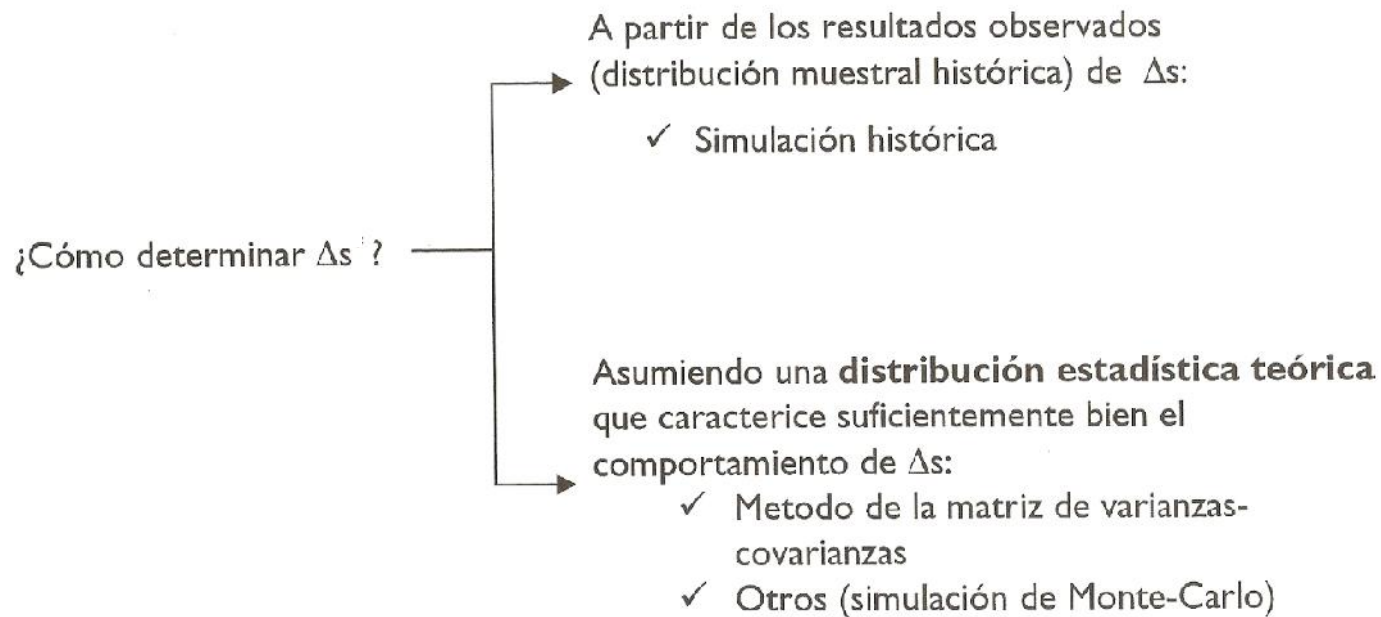 A partir de los resultados observados
(distribución muestral histórica) de Δs:
✓ Simulación histórica
¿Cómo determinar Δs ?
Asumiendo una distribución estadística teórica
que caracterice suficientemente bien el
comportamiento de Δs:
✓ Metodo de la matriz de varianzas-
covarianzas
✓ Otros (simulación de Monte-Carlo)